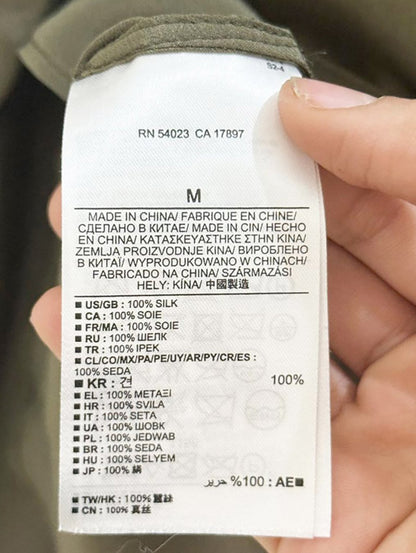 S2-4
RN 54023 CA 17897
M
MADE IN CHINA/ FABRIQUE EN CHINE/
СДЕЛАНО В КИТАЕ/ MADE IN CIN/ HECHO
EN CHINA/ ΚΑΤΑΣΚΕΥΑΣΤΗΚΕ ΣΤΗΝ ΚΙΝΑ/
ZEMLJA PROIZVODNJE KINA/ ВИРОБЛЕНО
В КИТАЇ/ WYPRODUKOWANO W CHINACH/
FABRICADO NA CHINA/ SZÁRMAZÁSI
HELY: KÍNA/ 中國製造
■ US/GB : 100% SILK
■ CA : 100% SOIE
■ FR/MA : 100% SOIE
■ RU : 100% ШЕЛК
■ TR : 100% IPEK
■ CL/CO/MX/PA/PE/UY/AR/PY/CR/ES :
100% SEDA
■ KR : 견 100%
■ EL : 100% ΜΕΤΑΞΙ
■ HR : 100% SVILA
■ IT : 100% SETA
■ UA : 100% ШОВК
■ PL : 100% JEDWAB
■ BR : 100% SEDA
■ HU : 100% SELYEM
■ JP : 100% 絹
■ AE : 100% حرير
■ TW/HK : 100% 蠶絲
■ CN : 100% 真丝